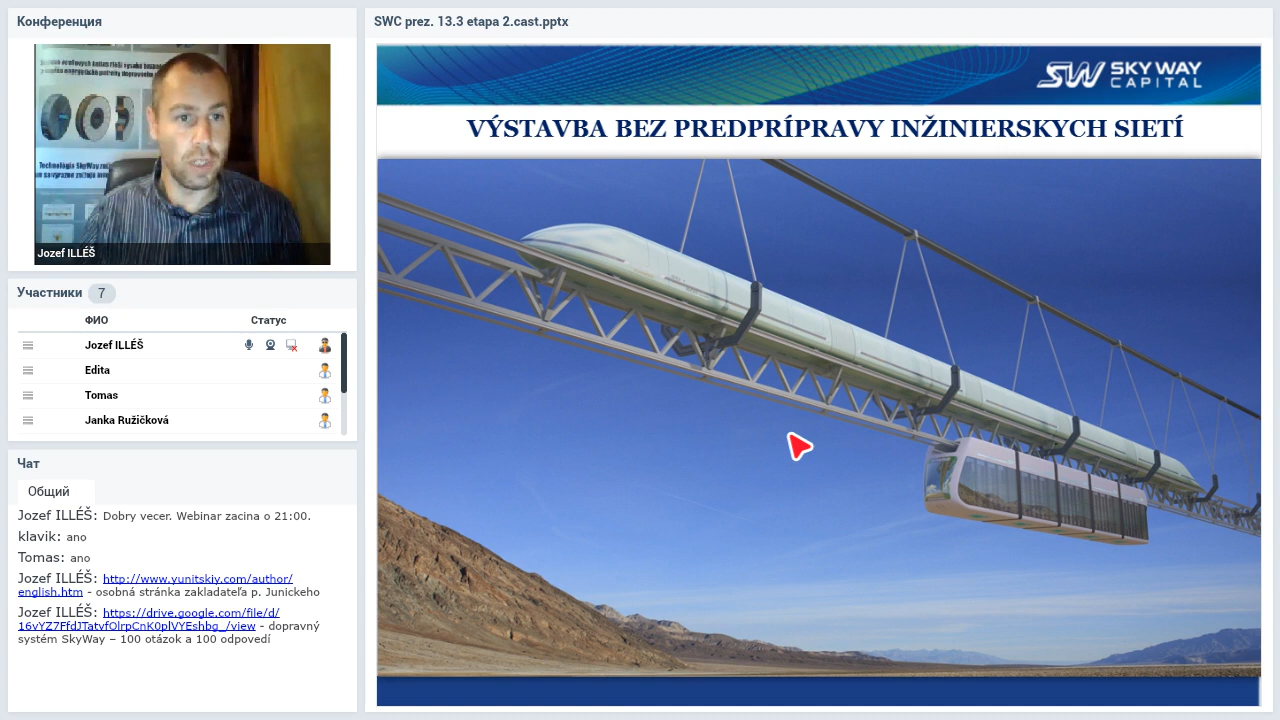 Конференция
Jozef ILLÉŠ
Участники 7
ФИО Статус
Jozef ILLÉŠ
Edita
Tomas
Janka Ružičková
Чат
Общий
Jozef ILLÉŠ: Dobry vecer. Webinar zacina o 21:00.
klavik: ano
Tomas: ano
Jozef ILLÉŠ: http://www.yunitskiy.com/author/
english.htm - osobná stránka zakladateľa p. Junickeho
Jozef ILLÉŠ: https://drive.google.com/file/d/
- dopravný
systém SkyWay – 100 otázok a 100 odpovedí
SWC prez. 13.3 etapa 2.cast.pptx
SW SKY WAY
CAPITAL
VÝSTAVBA BEZ PREDPRÍPRAVY INŽINIERSKYCH SIETÍ